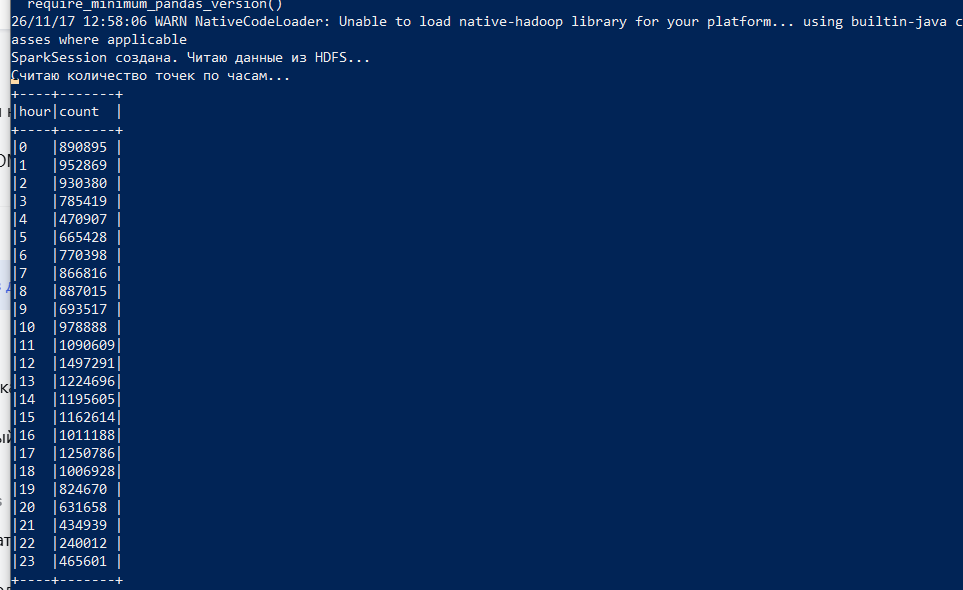 require_minimum_pandas_version()
26/11/17 12:58:06 WARN NativeCodeLoader: Unable to load native-hadoop library for your platform... using builtin-java c
asses where applicable
SparkSession создана. Читаю данные из HDFS...
Считаю количество точек по часам...
+----+-------+
|hour|count  |
+----+-------+
|0   |890895 |
|1   |952869 |
|2   |930380 |
|3   |785419 |
|4   |470907 |
|5   |665428 |
|6   |770398 |
|7   |866816 |
|8   |887015 |
|9   |693517 |
|10  |978888 |
|11  |1090609|
|12  |1497291|
|13  |1224696|
|14  |1195605|
|15  |1162614|
|16  |1011188|
|17  |1250786|
|18  |1006928|
|19  |824670 |
|20  |631658 |
|21  |434939 |
|22  |240012 |
|23  |465601 |
+----+-------+